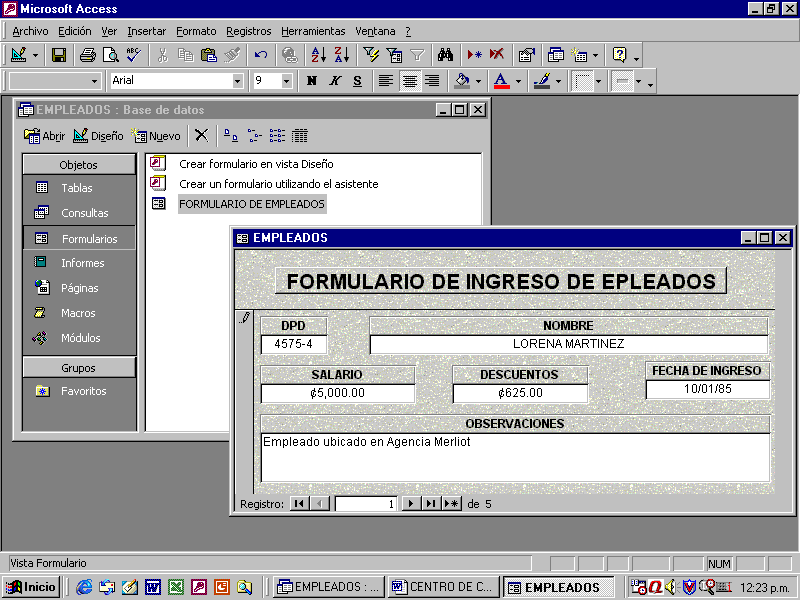 Microsoft Access
Archivo Edición Ver Insertar Formato Registros Herramientas Ventana ?
Arial 9 N K S
EMPLEADOS : Base de datos
Abrir Diseño Nuevo
Objetos
Tablas
Consultas
Formularios
Informes
Páginas
Macros
Módulos
Grupos
Favoritos
Crear formulario en vista Diseño
Crear un formulario utilizando el asistente
FORMULARIO DE EMPLEADOS
EMPLEADOS
FORMULARIO DE INGRESO DE EPLEADOS
DPD NOMBRE
4575-4 LORENA MARTINEZ
SALARIO DESCUENTOS FECHA DE INGRESO
¢5,000.00 ¢625.00 10/01/85
OBSERVACIONES
Empleado ubicado en Agencia Merliot
Registro: 1 de 5
Vista Formulario NUM
Inicio EMPLEADOS : ... CENTRO DE C... EMPLEADOS 12:23 p.m.